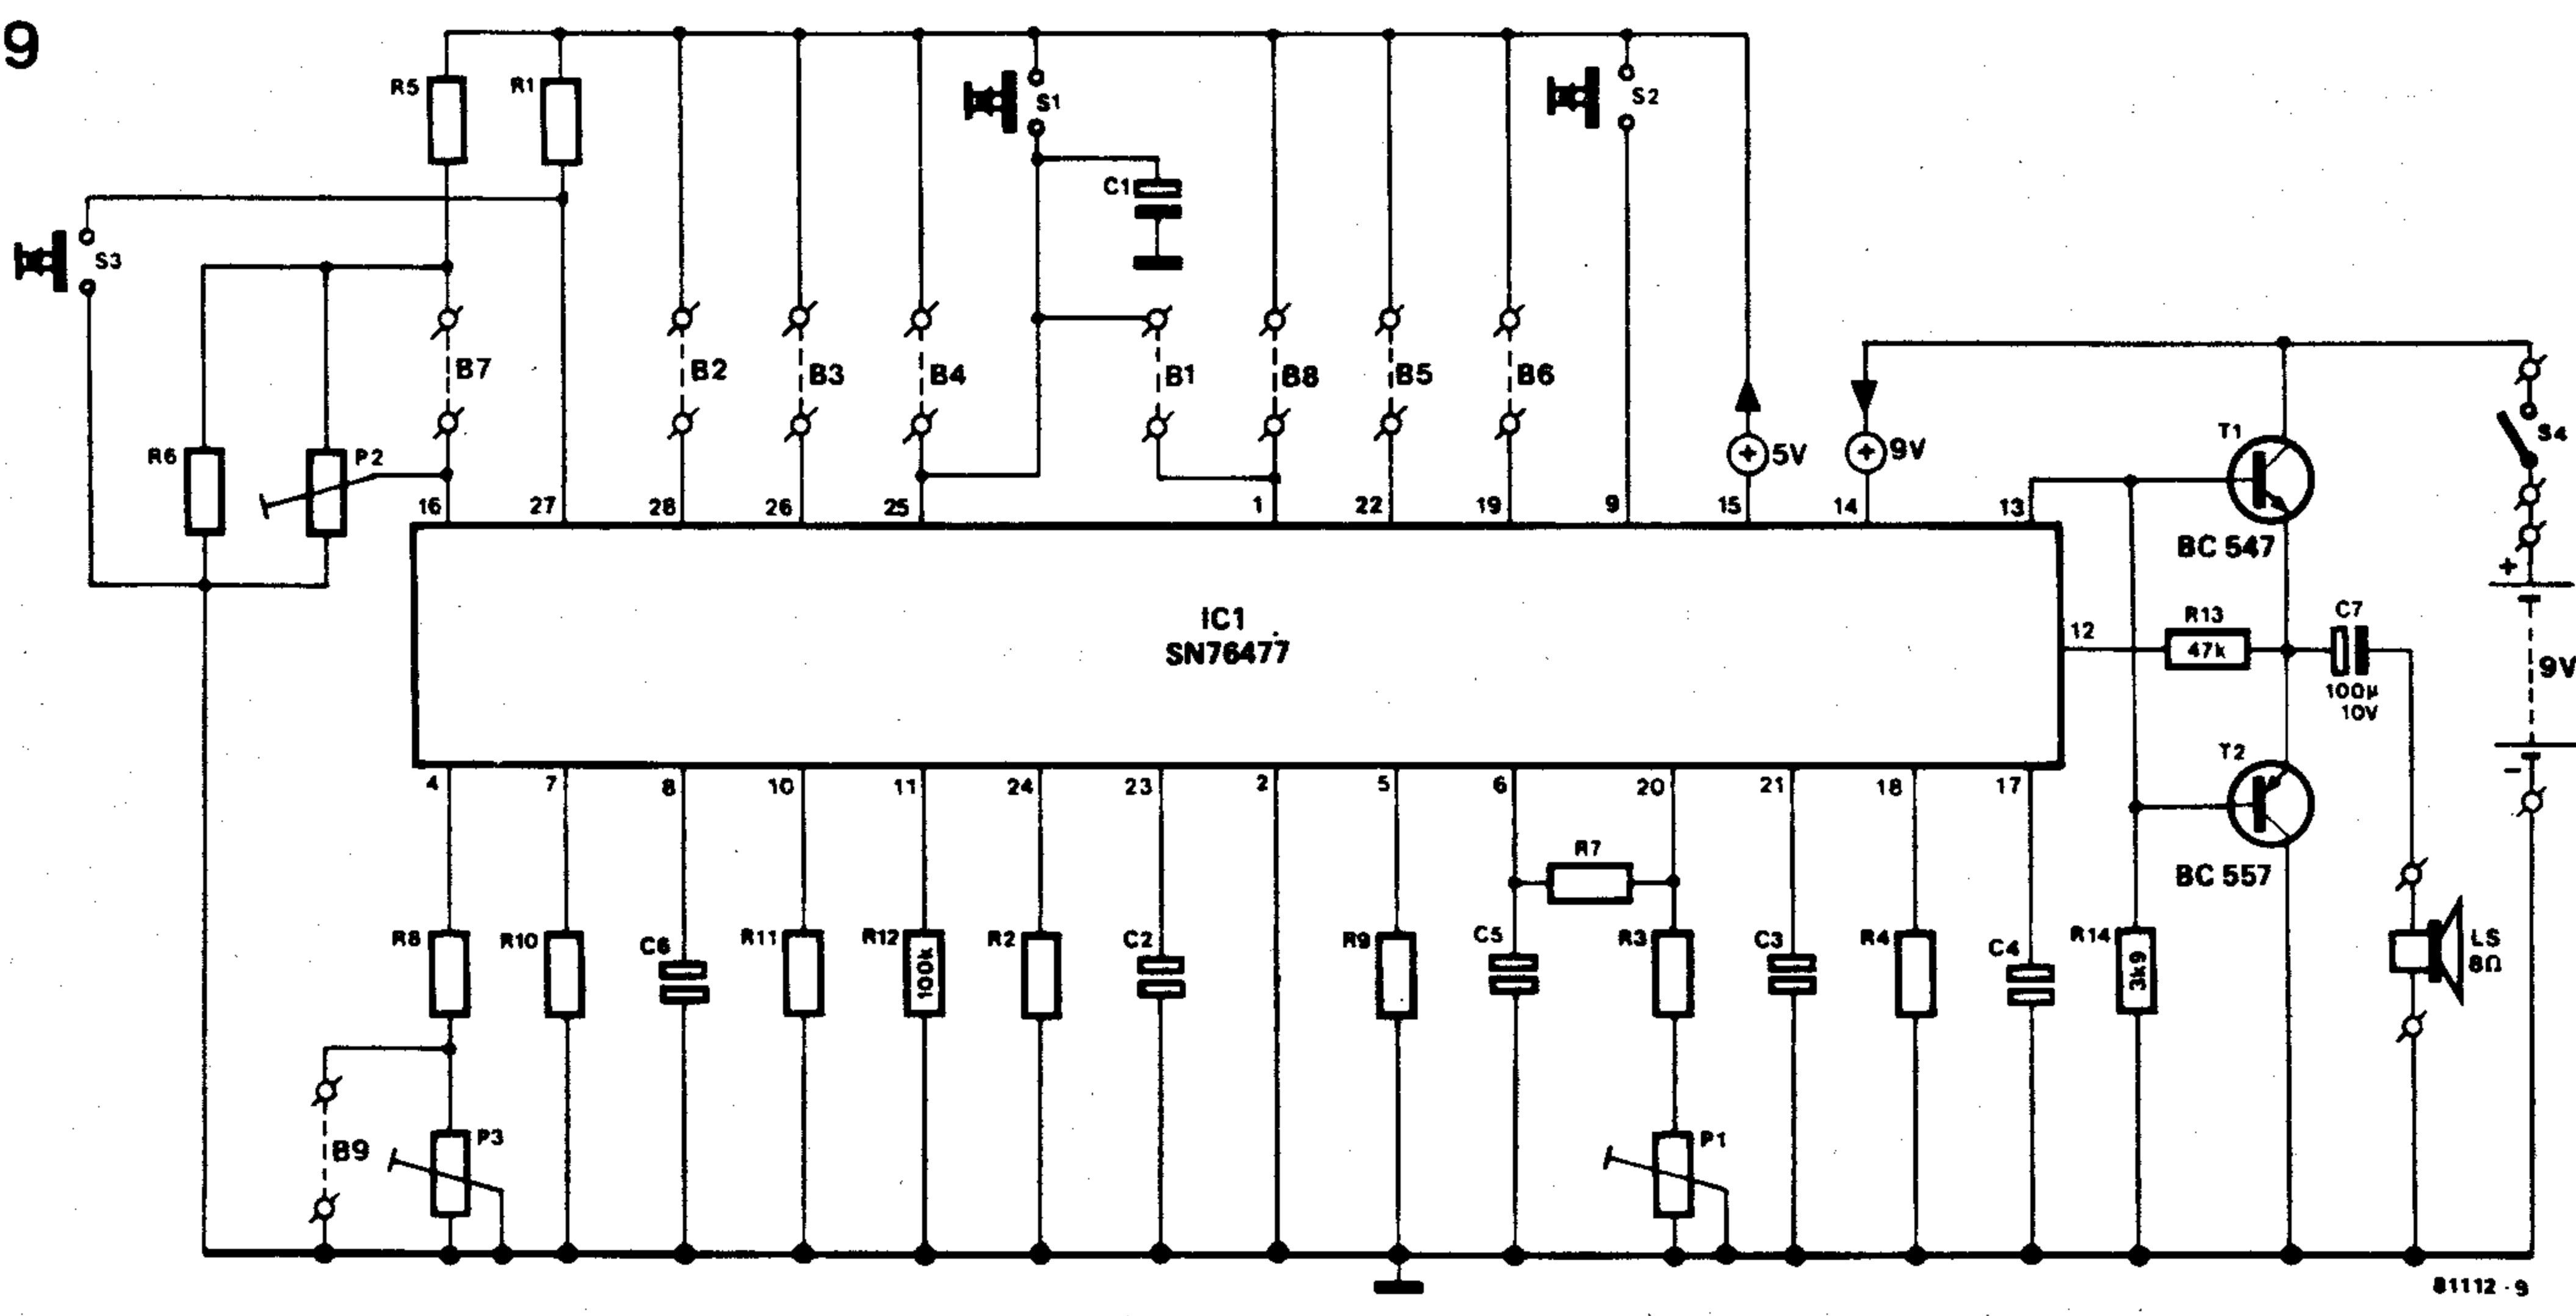 9
R5
R1
S1
S2
C1
S3
B7
B2
B3
B4
B1
B8
B5
B6
R6
P2
5V
9V
T1
S4
16
27
28
26
25
1
22
19
9
15
14
13
BC 547
+
IC1
SN76477
12
R13
47k
C7
100µ
10V
9V
T2
-
4
7
8
10
11
24
23
2
5
6
20
21
18
17
R7
BC 557
R8
R10
C6
R11
R12
100k
R2
C2
R9
C5
R3
C3
R4
C4
R14
3k9
LS
8Ω
B9
P3
P1
81112 - 9